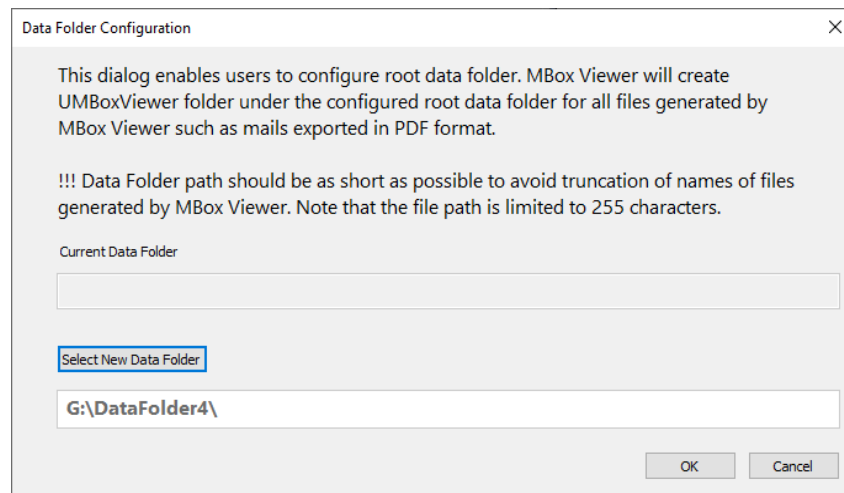 Data Folder Configuration
This dialog enables users to configure root data folder. MBox Viewer will create
UMBoxViewer folder under the configured root data folder for all files generated by
MBox Viewer such as mails exported in PDF format.
!!! Data Folder path should be as short as possible to avoid truncation of names of files
generated by MBox Viewer. Note that the file path is limited to 255 characters.
Current Data Folder
Select New Data Folder
G:\DataFolder4\
OK
Cancel